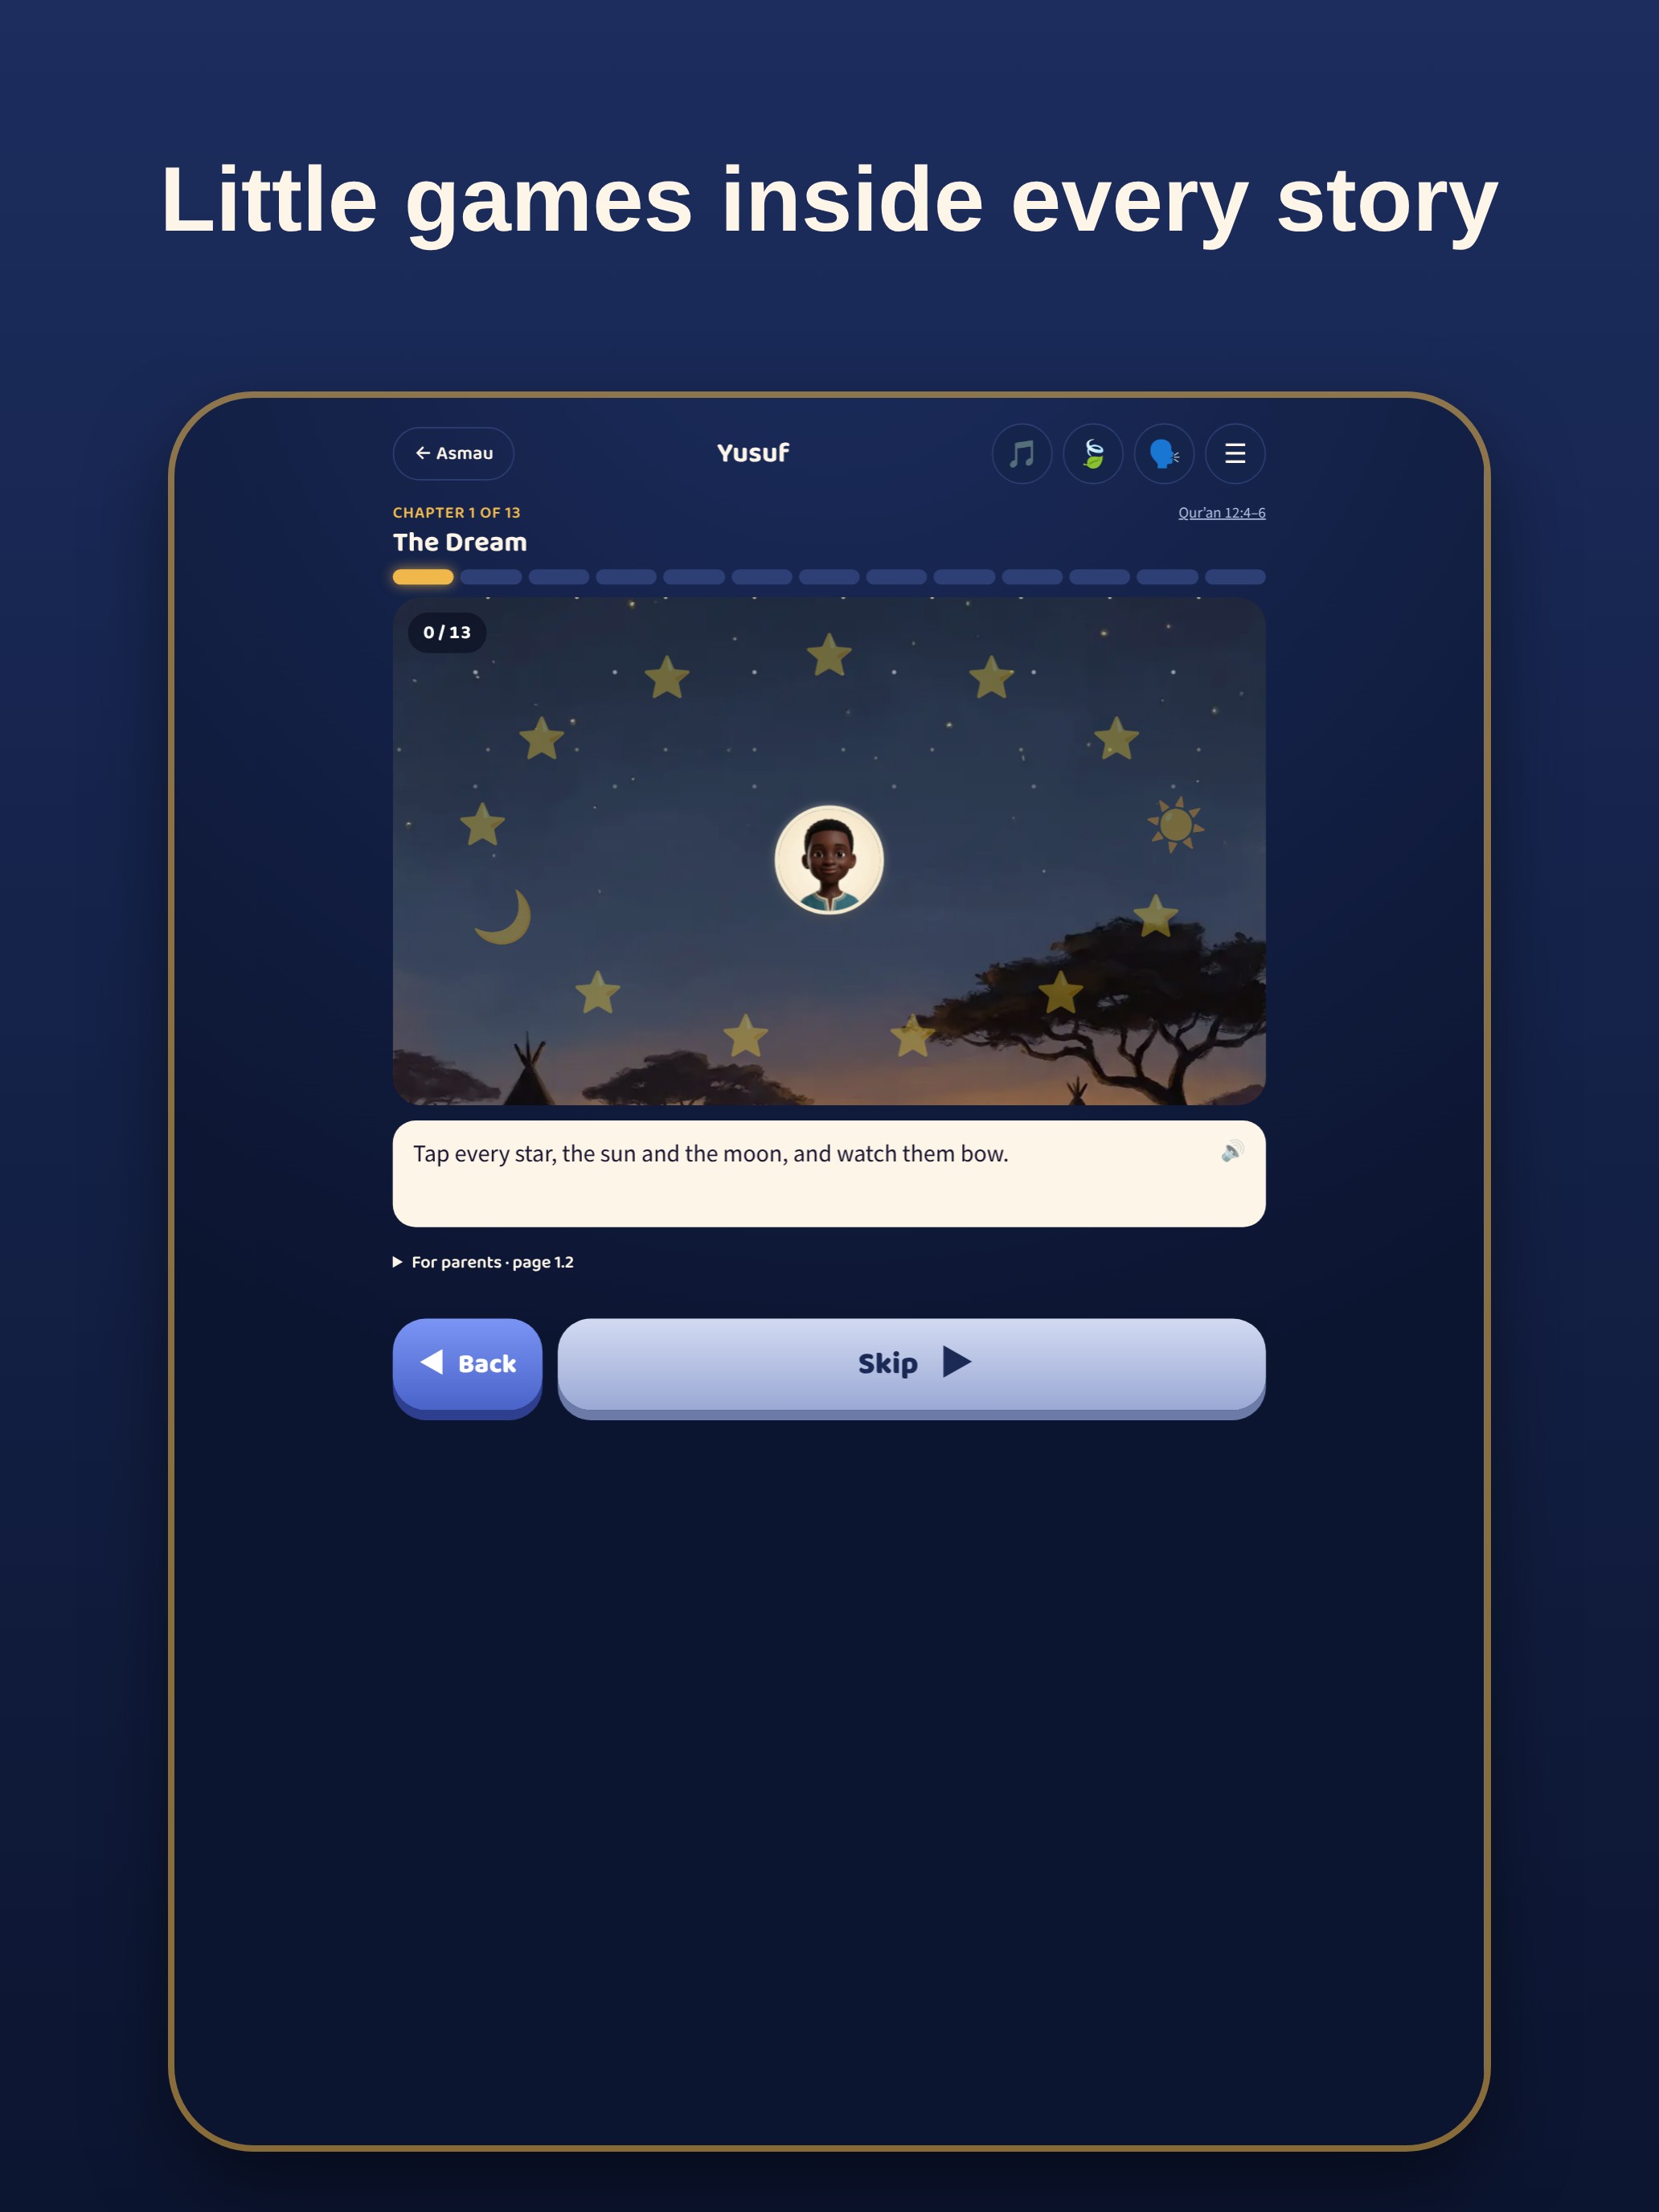 Little games inside every story
← Asmau
Yusuf
CHAPTER 1 OF 13
Qur'an 12:4–6
The Dream
0 / 13
Tap every star, the sun and the moon, and watch them bow.
For parents · page 1.2
Back
Skip